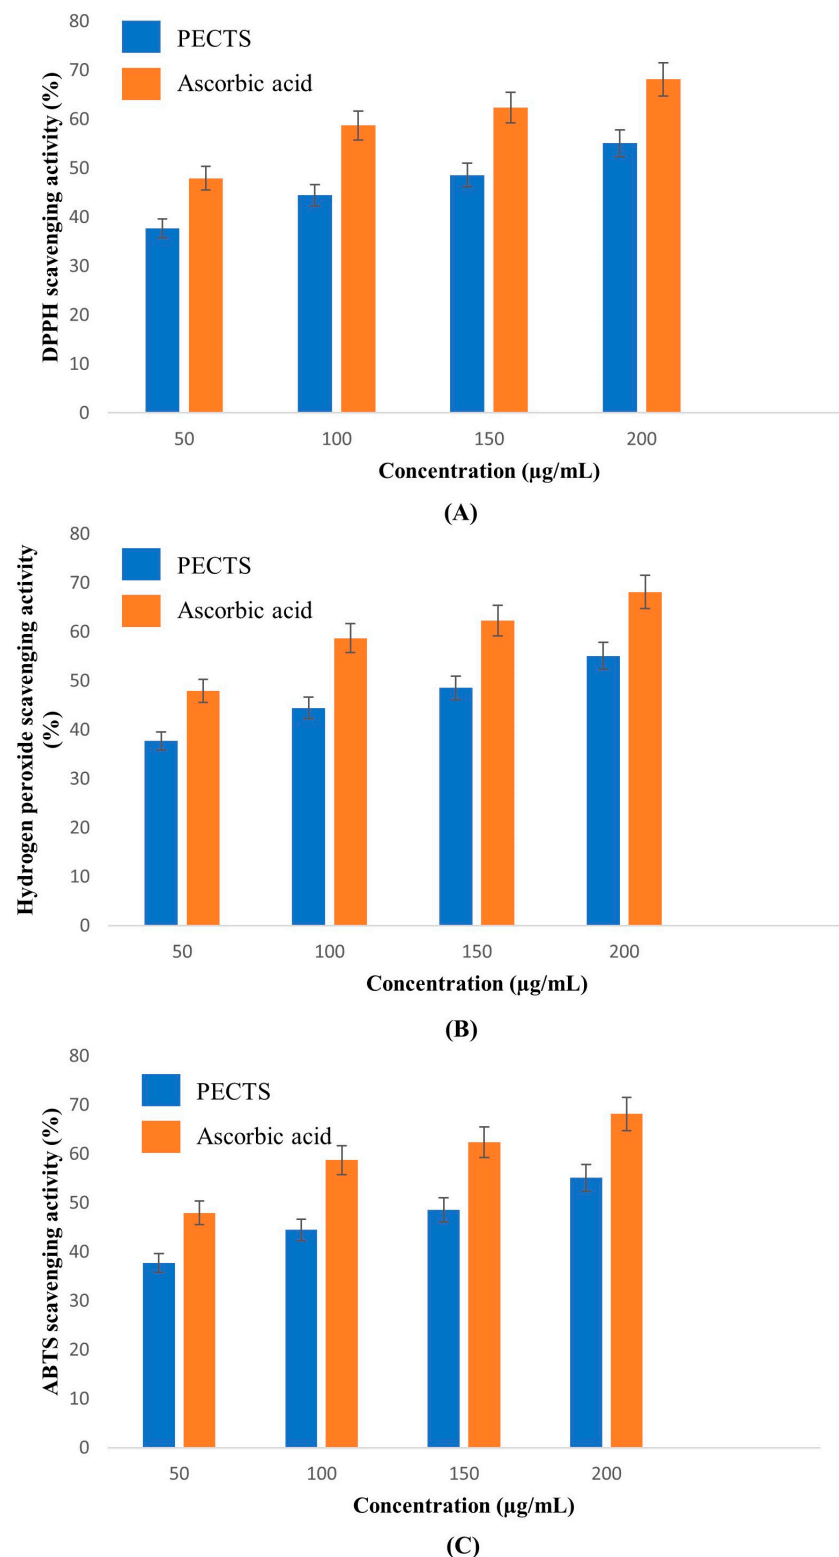 80
70
60
50
40
30
20
10
0
DPPH scavenging activity (%)
PECTS
Ascorbic acid
50 100 150 200
Concentration (μg/mL)
(A)
80
70
60
50
40
30
20
10
0
Hydrogen peroxide scavenging activity
(%)
PECTS
Ascorbic acid
50 100 150 200
Concentration (μg/mL)
(B)
80
70
60
50
40
30
20
10
0
ABTS scavenging activity (%)
PECTS
Ascorbic acid
50 100 150 200
Concentration (μg/mL)
(C)